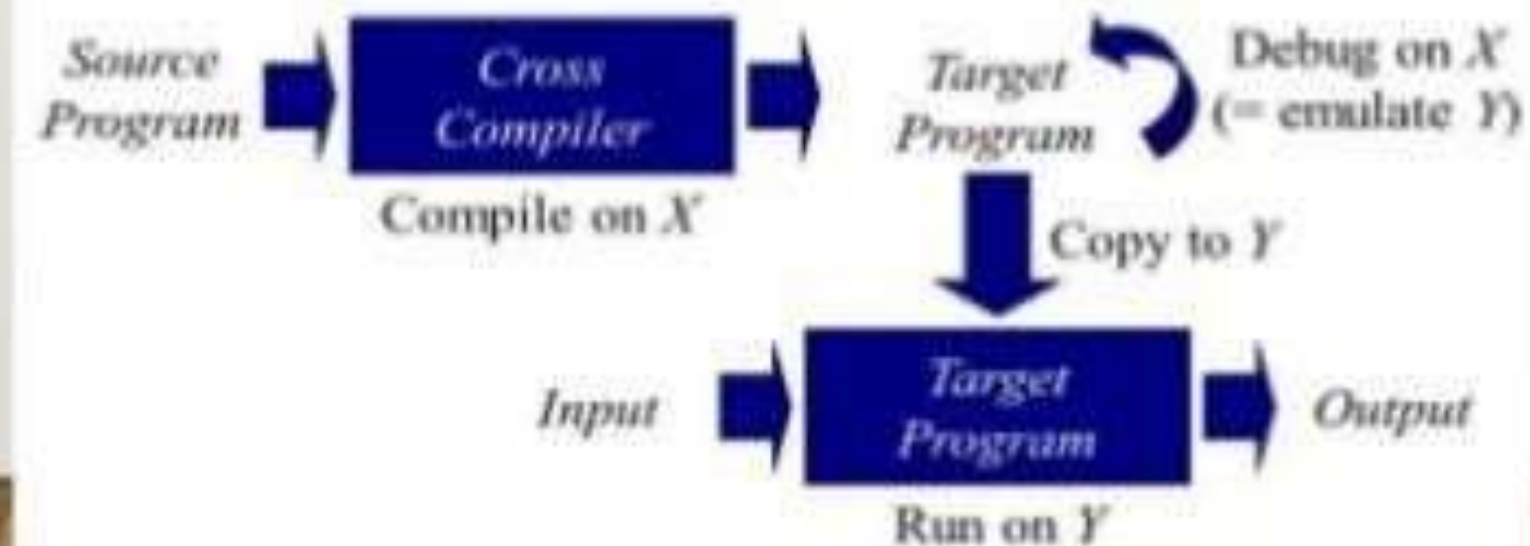 Source
Program
Cross
Compiler
Compile on X
Target
Program
Debug on X
(= emulate Y)
Copy to Y
Input
Target
Program
Run on Y
Output